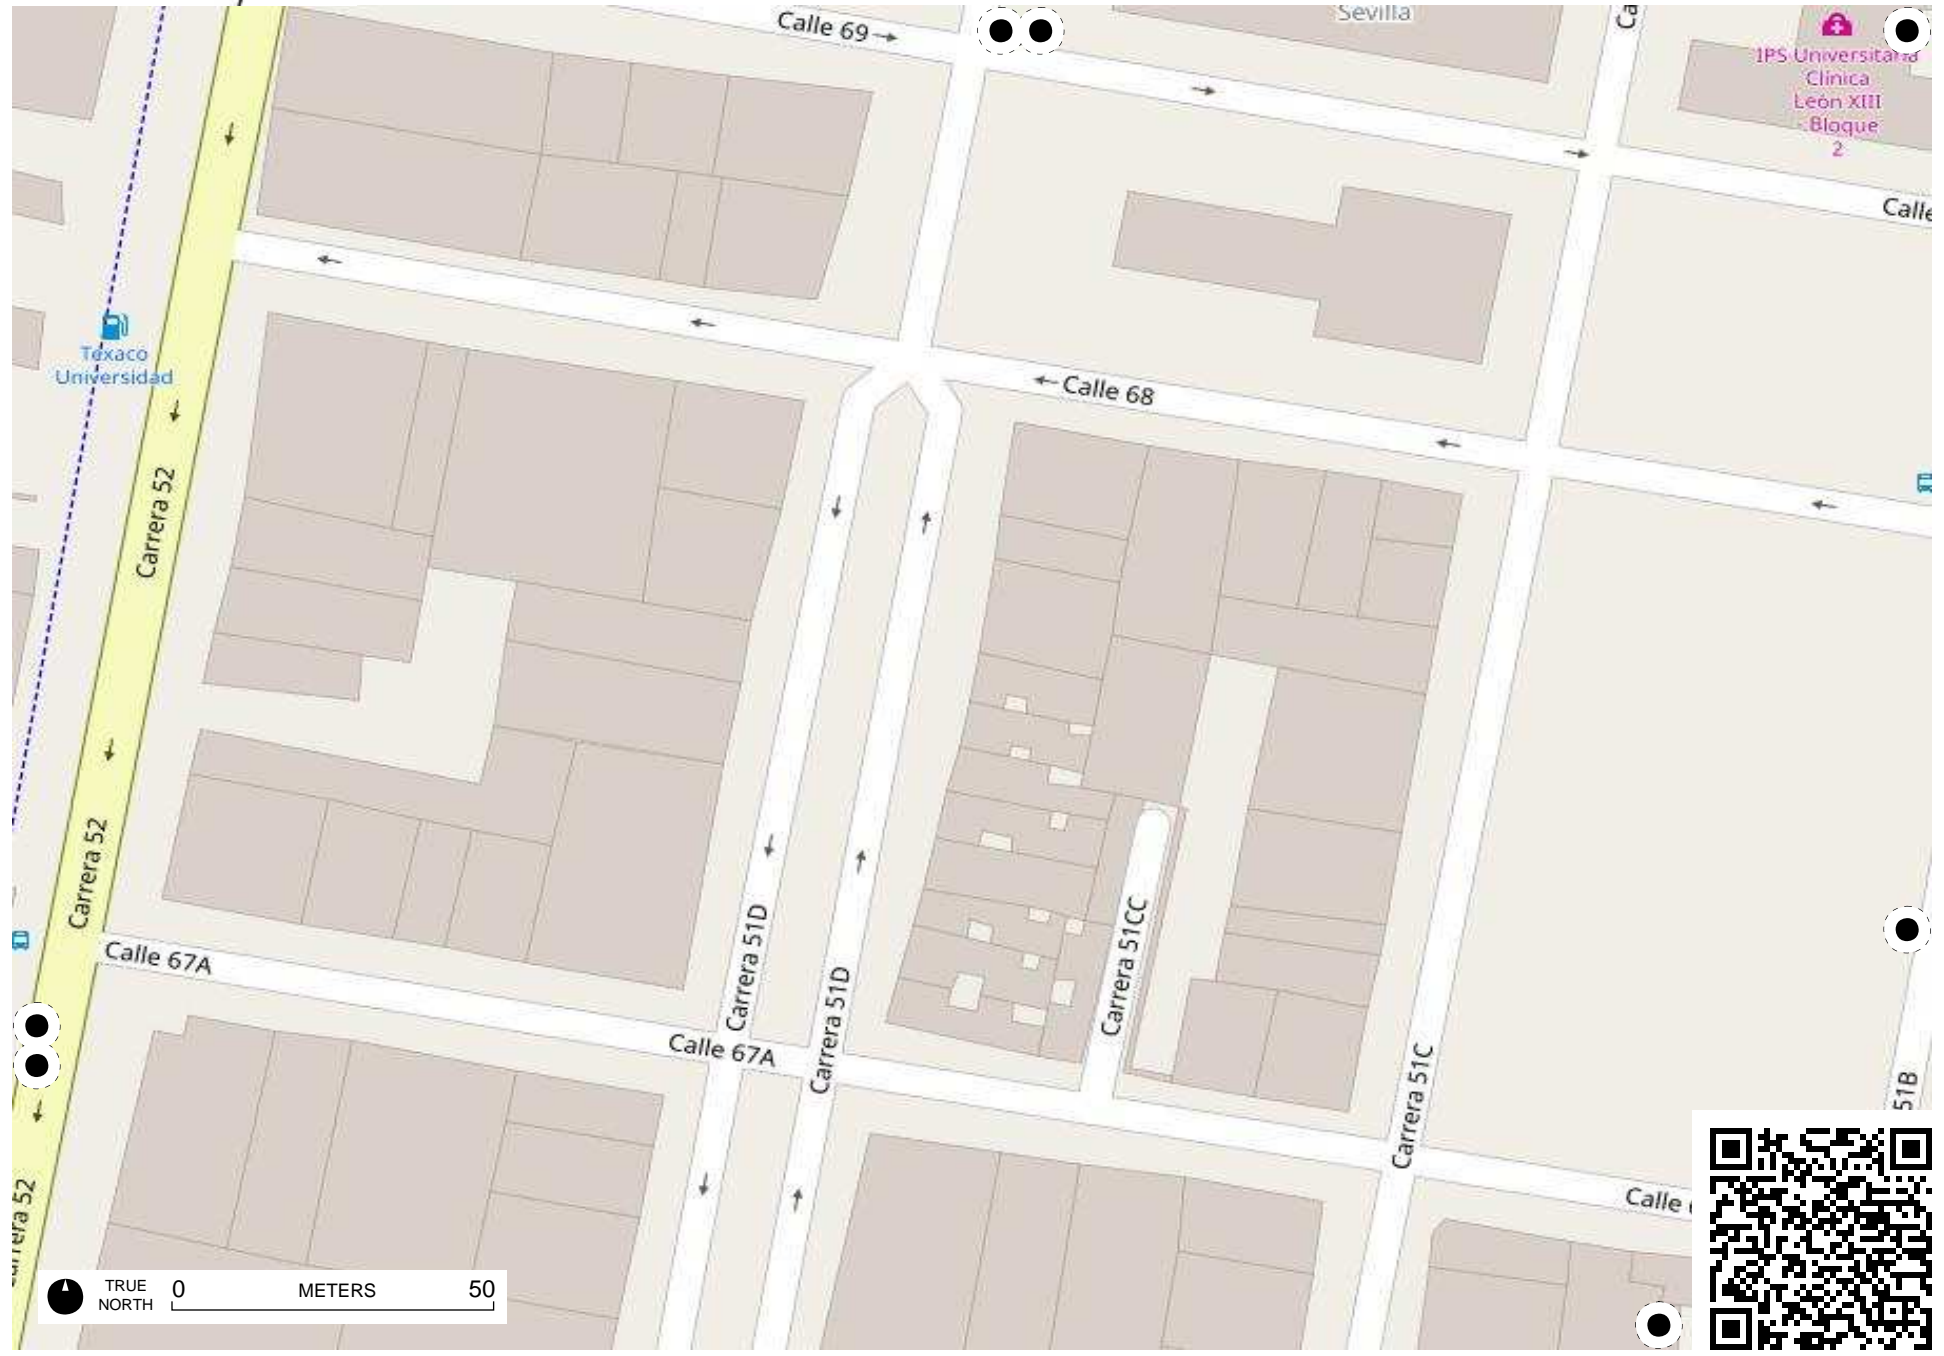 Calle 69
Sevilla
IPS Universitaria
Clínica
León XIII
- Bloque
2
Calle
Texaco
Universidad
Calle 68
Carrera 52
Carrera 52
Carrera 51D
Carrera 51D
Carrera 51CC
Calle 67A
Calle 67A
Carrera 51C
51B
Calle
Carrera 52
TRUE
NORTH
0 METERS 50